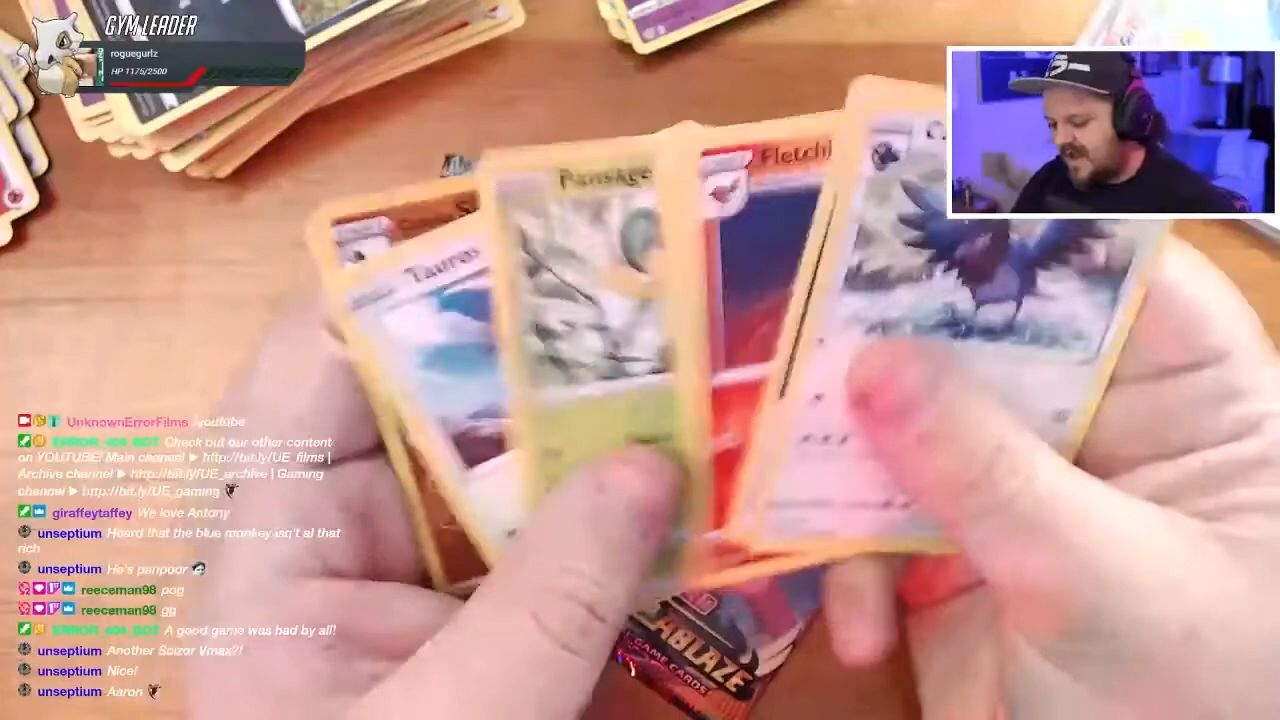 GYM LEADER
roguegurlz
HP 1175/2500
Tauros
Pansage
Fletchi
UnknownErrorFilms !youtube
ERROR_404_BOT Check out our other content
on YOUTUBE: Main channel ► http://bit.ly/UE_films |
Archive channel ► http://bit.ly/UE_archive | Gaming
channel ► http://bit.ly/UE_gaming
giraffeytaffey We love Antony
unseptium Heard that the blue monkey isn't al that
rich
unseptium He's panpoor
reeceman98 pog
reeceman98 gg
ERROR_404_BOT A good game was had by all!
unseptium Another Scizor Vmax?!
unseptium Nice!
unseptium Aaron
ABLAZE
GAME CARDS